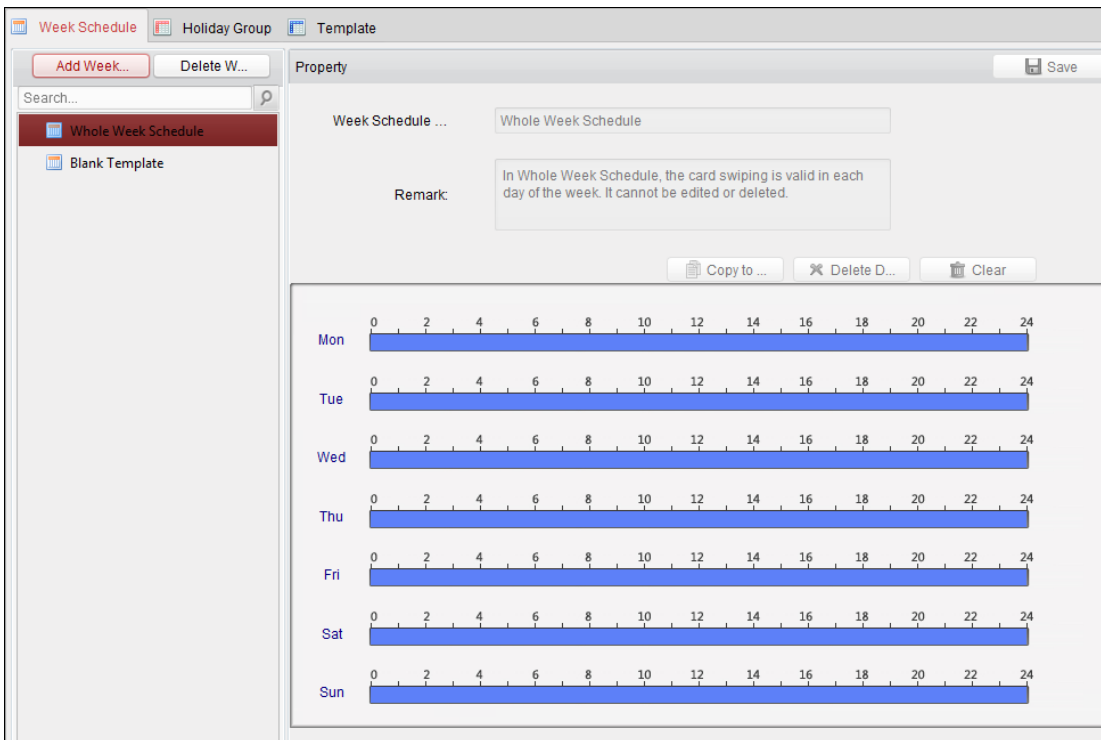 Week Schedule Holiday Group Template
Add Week... Delete W... Property Save
Search...
Whole Week Schedule
Blank Template
Week Schedule ... Whole Week Schedule
Remark: In Whole Week Schedule, the card swiping is valid in each
day of the week. It cannot be edited or deleted.
Copy to ... Delete D... Clear
0 2 4 6 8 10 12 14 16 18 20 22 24
Mon
0 2 4 6 8 10 12 14 16 18 20 22 24
Tue
0 2 4 6 8 10 12 14 16 18 20 22 24
Wed
0 2 4 6 8 10 12 14 16 18 20 22 24
Thu
0 2 4 6 8 10 12 14 16 18 20 22 24
Fri
0 2 4 6 8 10 12 14 16 18 20 22 24
Sat
0 2 4 6 8 10 12 14 16 18 20 22 24
Sun